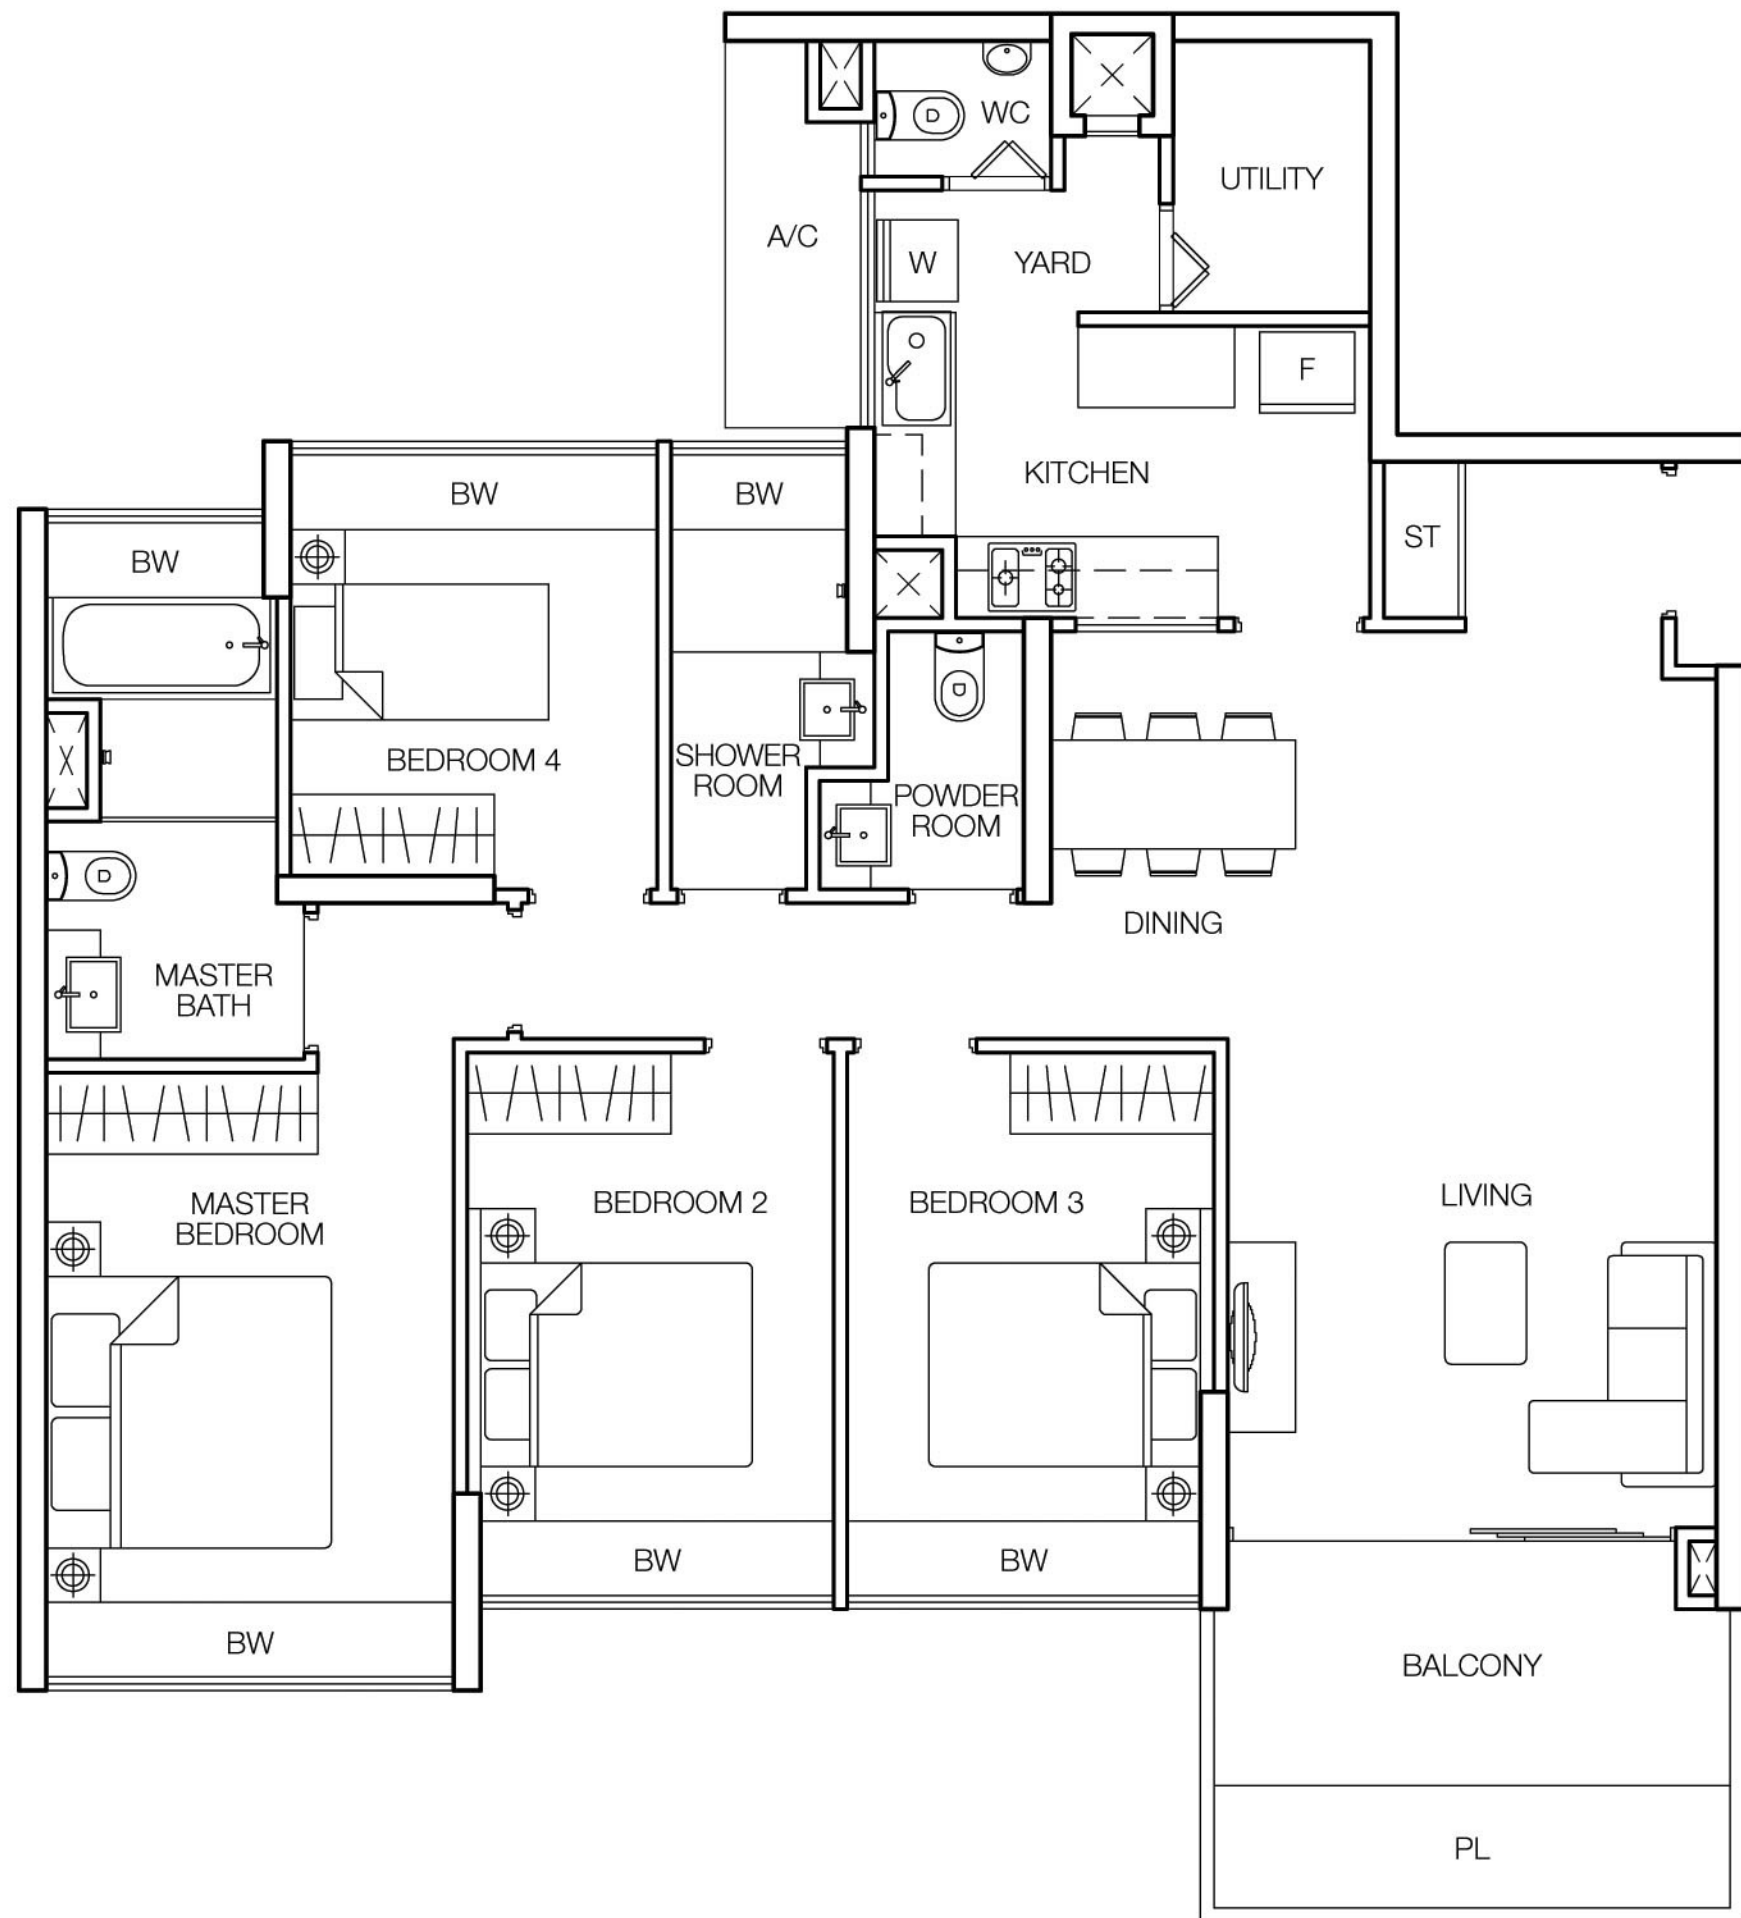 WC
UTILITY
A/C
W
YARD
F
KITCHEN
BW
BW
ST
BW
BEDROOM 4
SHOWER
ROOM
POWDER
ROOM
DINING
MASTER
BATH
MASTER
BEDROOM
BEDROOM 2
BEDROOM 3
LIVING
BW
BW
BW
BALCONY
PL